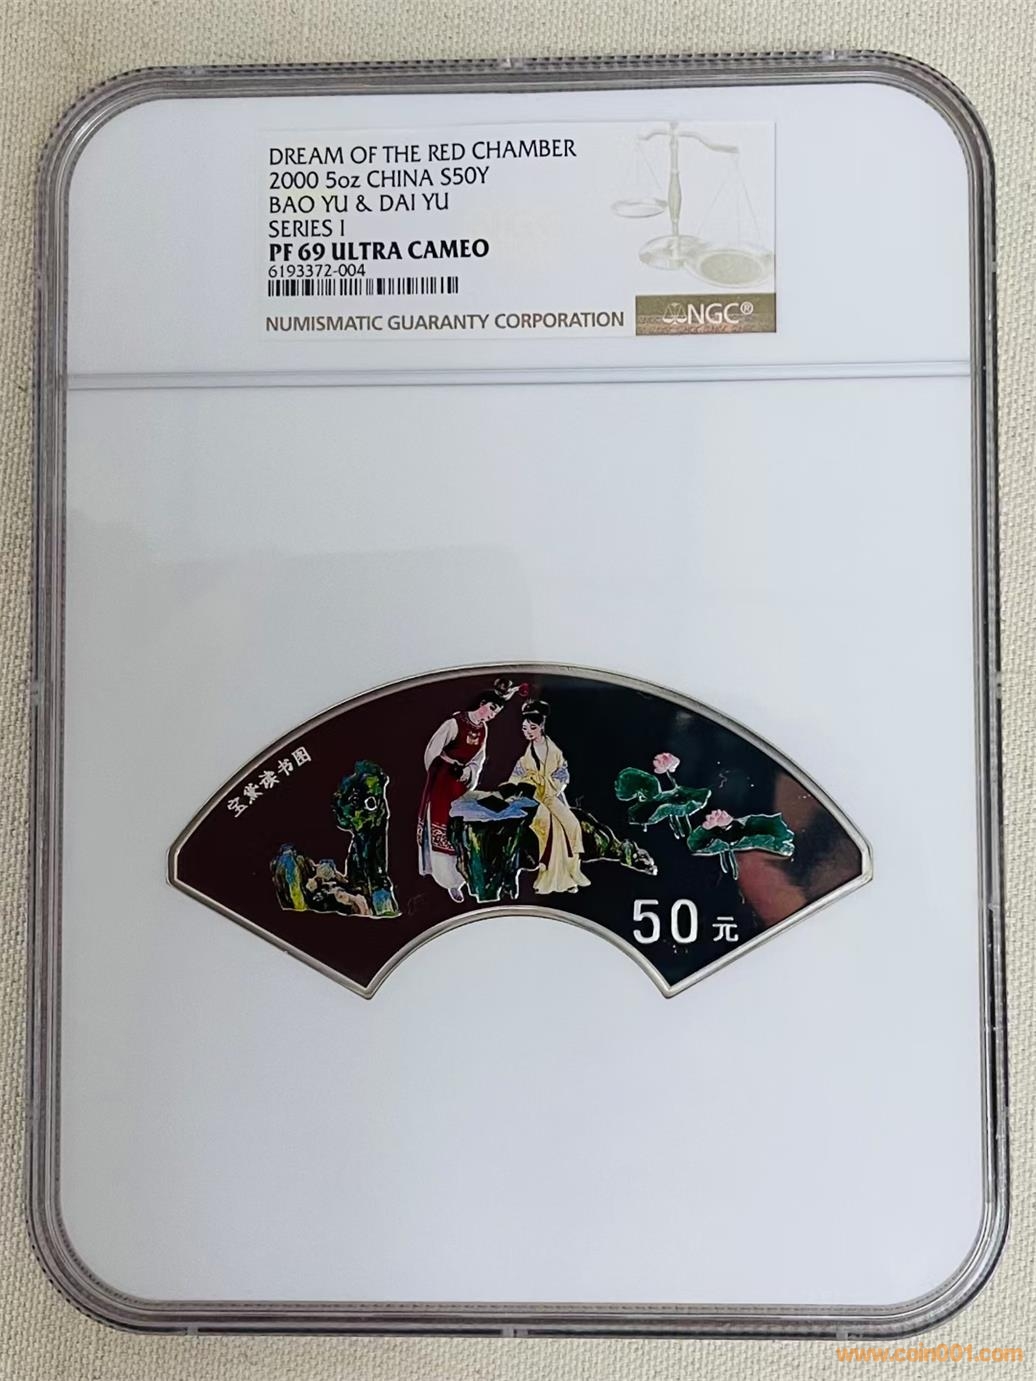 DREAM OF THE RED CHAMBER
2000 5oz CHINA S50Y
BAO YU & DAI YU
SERIES I
PF 69 ULTRA CAMEO
6193372-004
NUMISMATIC GUARANTY CORPORATION
NGC®
宝黛读书图
50元
www.coin001.com